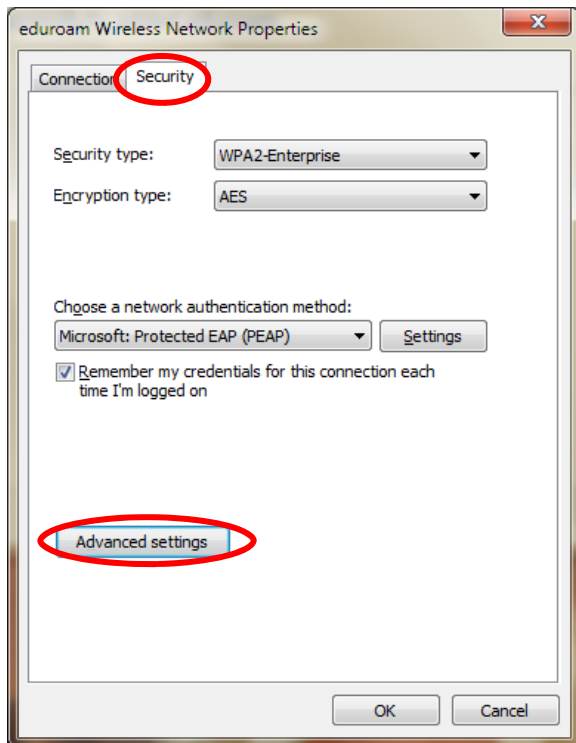 eduroam Wireless Network Properties
Connection Security
Security type: WPA2-Enterprise
Encryption type: AES
Choose a network authentication method:
Microsoft: Protected EAP (PEAP) Settings
Remember my credentials for this connection each
time I'm logged on
Advanced settings
OK Cancel